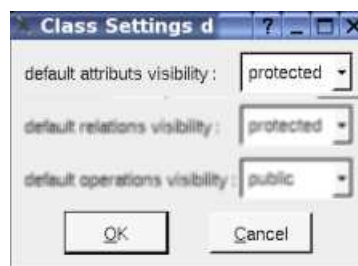 Class Settings d
default attributs visibility : protected
default relations visibility : protected
default operations visibility : public
OK Cancel